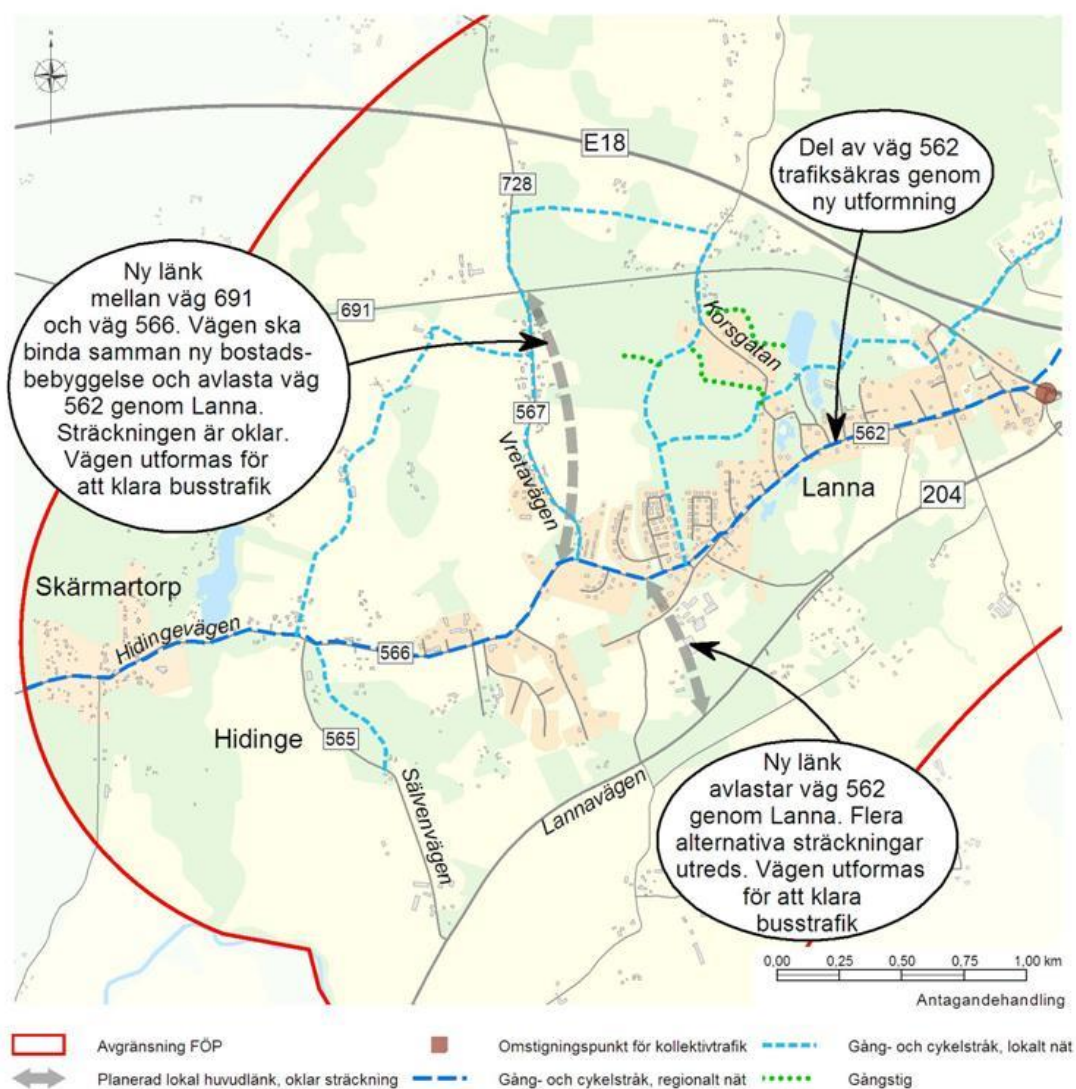 N
E18
Del av väg 562
trafiksäkras genom
ny utformning
728
Ny länk
mellan väg 691
och väg 566. Vägen ska
binda samman ny bostads-
bebyggelse och avlasta väg
562 genom Lanna.
Sträckningen är oklar.
Vägen utformas för
att klara busstrafik
691
Korsgatan
567
Vretavägen
562
Lanna
204
Skärmartorp
Hidingevägen
566
Hidinge
565
Sälvenvägen
Lannavägen
Ny länk
avlastar väg 562
genom Lanna. Flera
alternativa sträckningar
utreds. Vägen utformas
för att klara
busstrafik
0,00 0,25 0,50 0,75 1,00 km
Antagandehandling
Avgränsning FÖP
Omstigningspunkt för kollektivtrafik
Gång- och cykelstråk, lokalt nät
Planerad lokal huvudlänk, oklar sträckning
Gång- och cykelstråk, regionalt nät
Gångstig